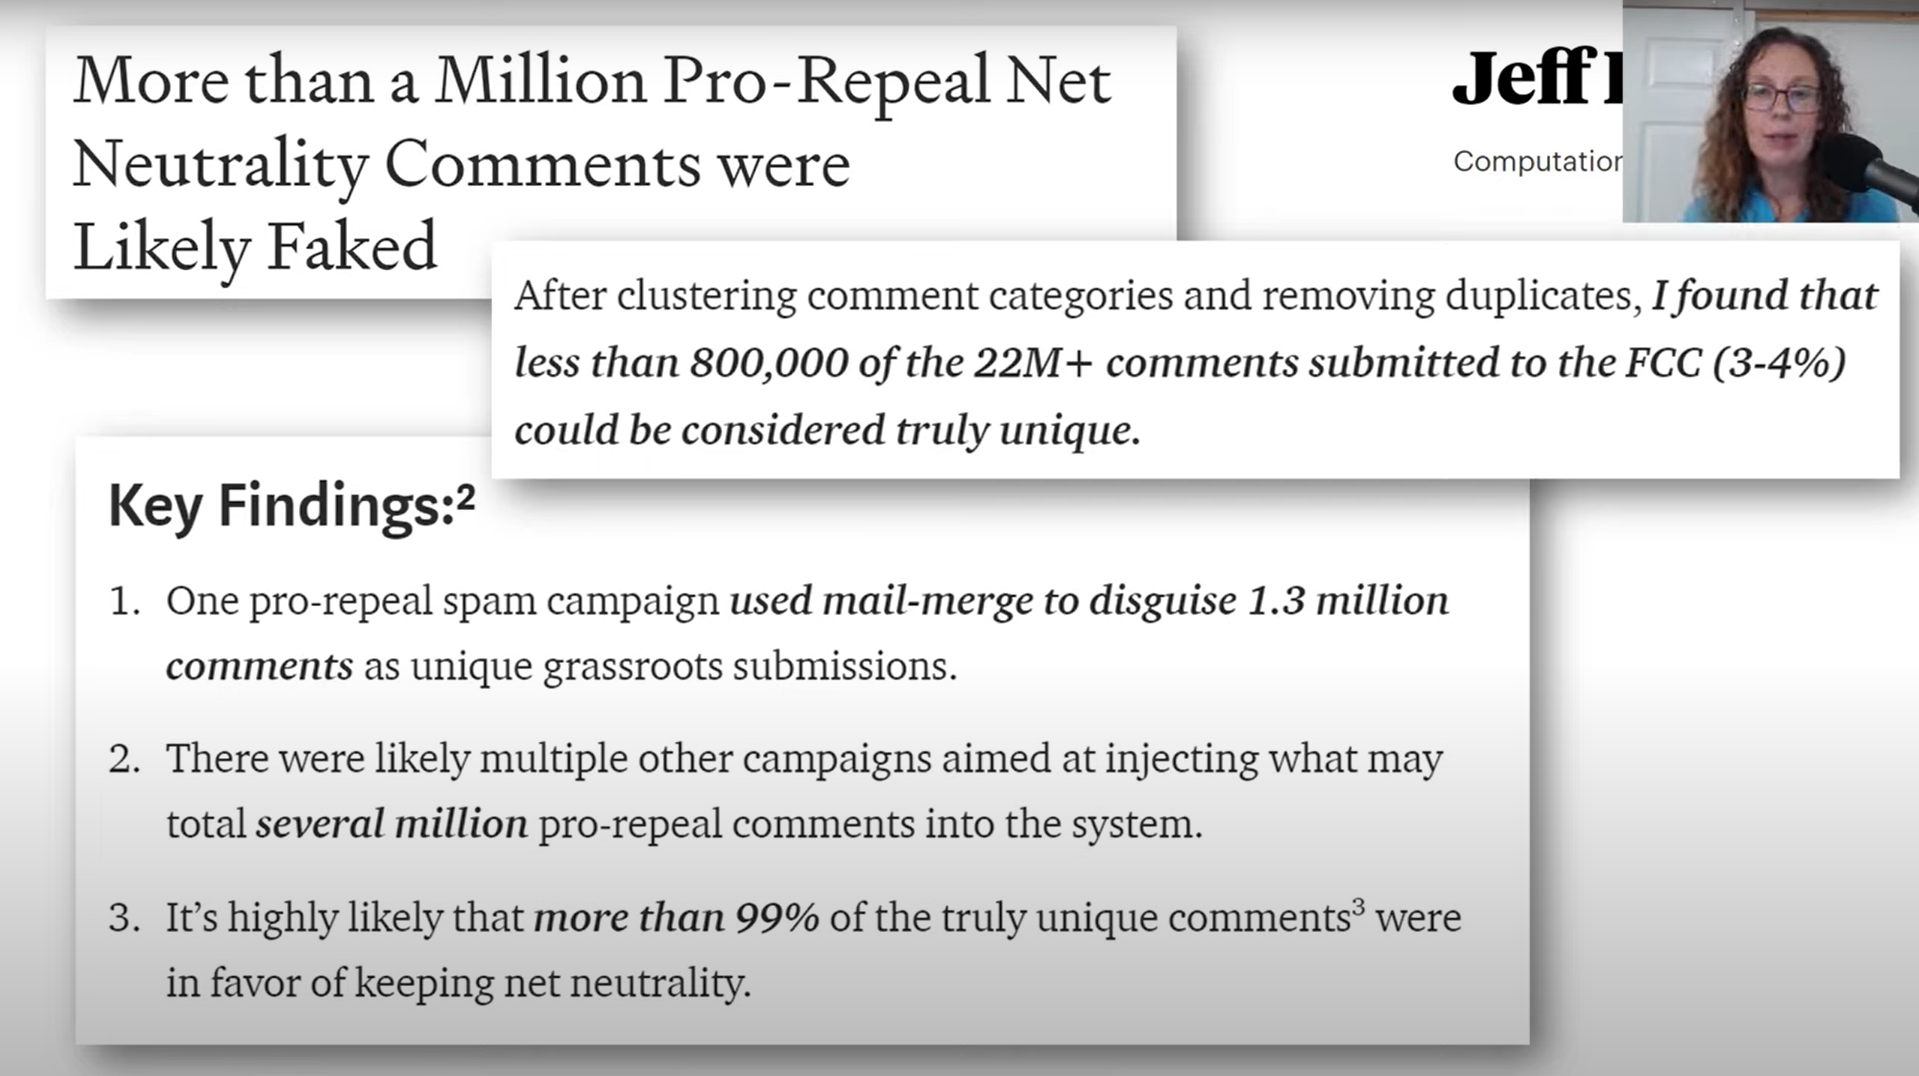 More than a Million Pro-Repeal Net
Neutrality Comments were
Likely Faked
Jeff
Computation
After clustering comment categories and removing duplicates, I found that
less than 800,000 of the 22M+ comments submitted to the FCC (3-4%)
could be considered truly unique.
Key Findings:²
1. One pro-repeal spam campaign used mail-merge to disguise 1.3 million
comments as unique grassroots submissions.
2. There were likely multiple other campaigns aimed at injecting what may
total several million pro-repeal comments into the system.
3. It’s highly likely that more than 99% of the truly unique comments³ were
in favor of keeping net neutrality.